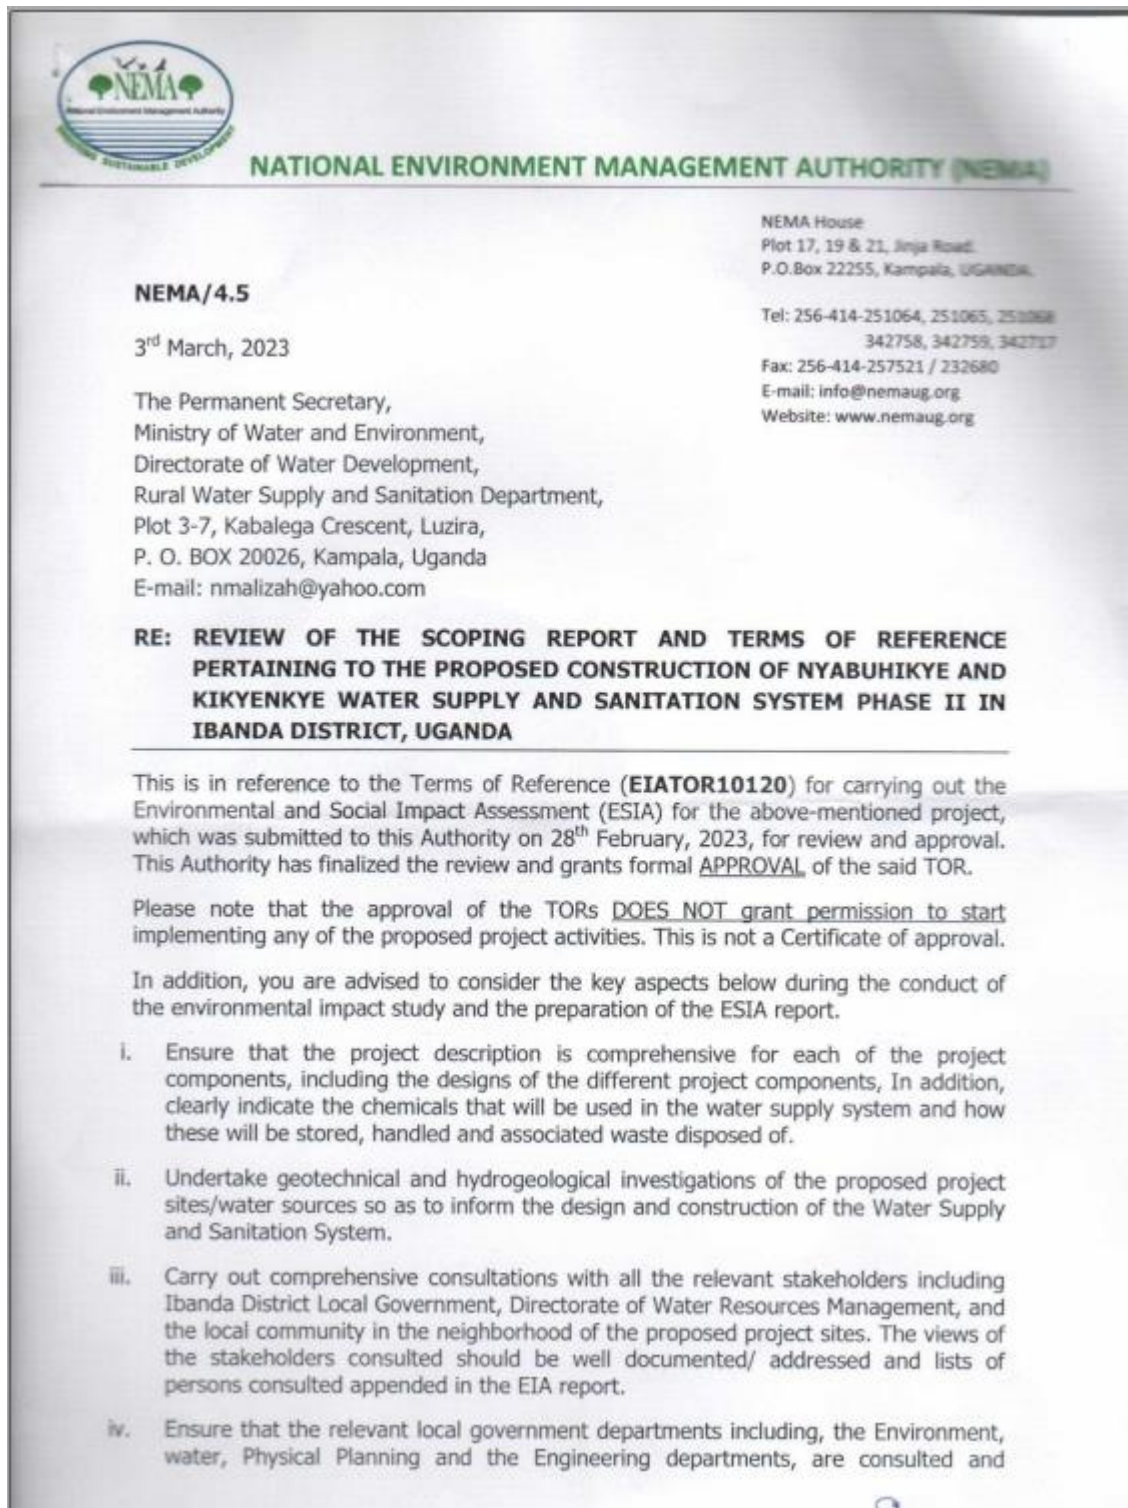 NEMA
National Environment Management Authority
SUSTAINABLE DEVELOPMENT
NATIONAL ENVIRONMENT MANAGEMENT AUTHORITY (NEMA)
NEMA House
Plot 17, 19 & 21, Jinja Road.
P.O.Box 22255, Kampala, UGANDA.
NEMA/4.5
Tel: 256-414-251064, 251065, 251068
342758, 342759, 342717
3rd March, 2023
Fax: 256-414-257521 / 232680
E-mail: info@nemaug.org
Website: www.nemaug.org
The Permanent Secretary,
Ministry of Water and Environment,
Directorate of Water Development,
Rural Water Supply and Sanitation Department,
Plot 3-7, Kabalega Crescent, Luzira,
P. O. BOX 20026, Kampala, Uganda
E-mail: nmalizah@yahoo.com
RE: REVIEW OF THE SCOPING REPORT AND TERMS OF REFERENCE
PERTAINING TO THE PROPOSED CONSTRUCTION OF NYABUHIKYE AND
KIKYENKYE WATER SUPPLY AND SANITATION SYSTEM PHASE II IN
IBANDA DISTRICT, UGANDA
This is in reference to the Terms of Reference (EIATOR10120) for carrying out the
Environmental and Social Impact Assessment (ESIA) for the above-mentioned project,
which was submitted to this Authority on 28th February, 2023, for review and approval.
This Authority has finalized the review and grants formal APPROVAL of the said TOR.
Please note that the approval of the TORs DOES NOT grant permission to start
implementing any of the proposed project activities. This is not a Certificate of approval.
In addition, you are advised to consider the key aspects below during the conduct of
the environmental impact study and the preparation of the ESIA report.
i. Ensure that the project description is comprehensive for each of the project
components, including the designs of the different project components, In addition,
clearly indicate the chemicals that will be used in the water supply system and how
these will be stored, handled and associated waste disposed of.
ii. Undertake geotechnical and hydrogeological investigations of the proposed project
sites/water sources so as to inform the design and construction of the Water Supply
and Sanitation System.
iii. Carry out comprehensive consultations with all the relevant stakeholders including
Ibanda District Local Government, Directorate of Water Resources Management, and
the local community in the neighborhood of the proposed project sites. The views of
the stakeholders consulted should be well documented/ addressed and lists of
persons consulted appended in the EIA report.
iv. Ensure that the relevant local government departments including, the Environment,
water, Physical Planning and the Engineering departments, are consulted and